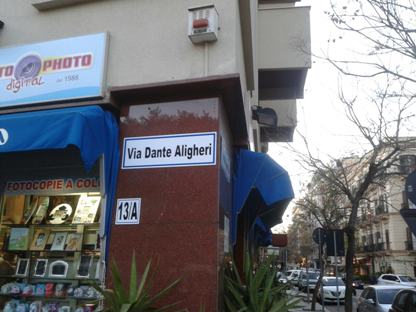 TO PHOTO
digital dal 1988
O
Via Dante Aligheri
FOTOCOPIE A COL
13/A